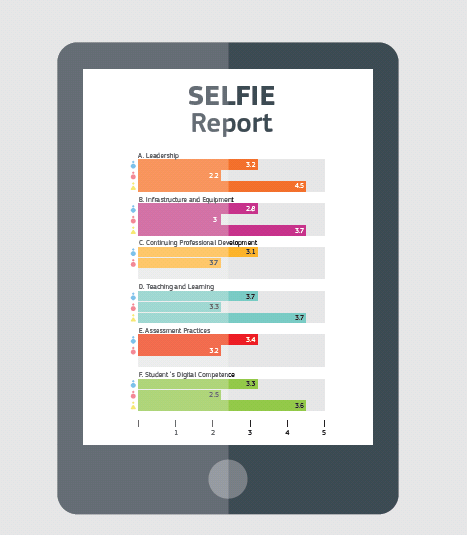 SELFIE
Report
A. Leadership
3.2
2.2
4.5
B. Infrastructure and Equipment
2.8
3
3.7
C. Continuing Professional Development
3.1
3.7
D. Teaching and Learning
3.7
3.3
3.7
E. Assessment Practices
3.4
3.2
F. Student´s Digital Competence
3.3
2.5
3.6
1 2 3 4 5